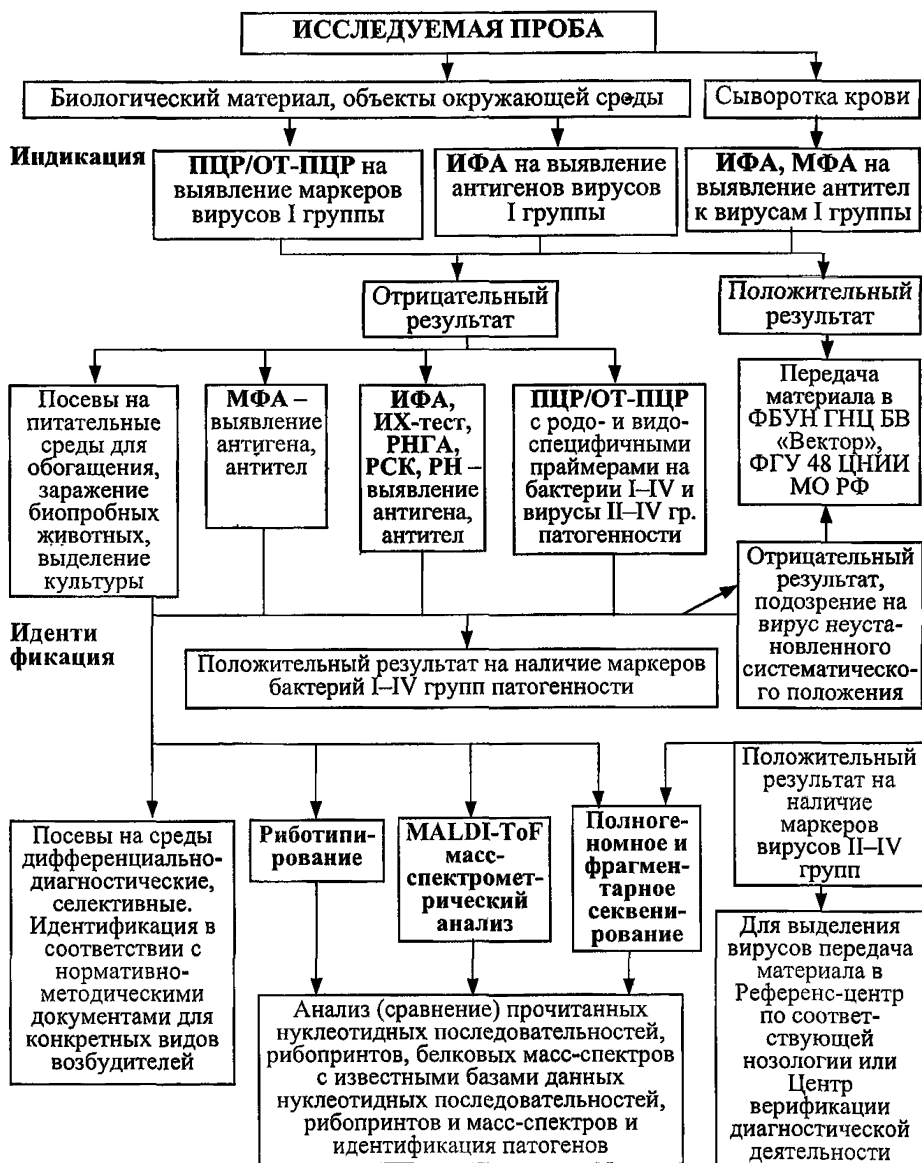 ИССЛЕДУЕМАЯ ПРОБА
Биологический материал, объекты окружающей среды
Сыворотка крови
Индикация
ПЦР/ОТ-ПЦР на
выявление маркеров
вирусов I группы
ИФА на выявление
антигенов вирусов
I группы
ИФА, МФА на
выявление антител
к вирусам I группы
Отрицательный
результат
Положительный
результат
Посевы на
питательные
среды для
обогащения,
заражение
биопробных
животных,
выделение
культуры
МФА –
выявление
антигена,
антител
ИФА,
ИХ-тест,
РНГА,
РСК, РН –
выявление
антигена,
антител
ПЦР/ОТ-ПЦР
с родо- и видо-
специфичными
праймерами на
бактерии I–IV и
вирусы II–IV гр.
патогенности
Передача
материала в
ФБУН ГНЦ БВ
«Вектор»,
ФГУ 48 ЦНИИ
МО РФ
Отрицательный
результат,
подозрение на
вирус неуста-
новленного
систематическо-
го положения
Иденти
фикация
Положительный результат на наличие маркеров
бактерий I–IV групп патогенности
Положительный
результат на
наличие
маркеров
вирусов II–IV
групп
Посевы на среды
дифференциально-
диагностические,
селективные.
Идентификация в
соответствии с
нормативно-
методическими
документами для
конкретных видов
возбудителей
Риботипи-
рование
MALDI-ToF
масс-
спектромет-
рический
анализ
Полноге-
номное и
фрагмен-
тарное
секвени-
рование
Анализ (сравнение) прочитанных
нуклеотидных последовательностей,
рибопринтов, белковых масс-спектров
с известными базами данных
нуклеотидных последовательностей,
рибопринтов и масс-спектров и
идентификация патогенов
Для выделения
вирусов передача
материала в
Референс-центр
по соответ-
ствующей
нозологии или
Центр
верификации
диагностической
деятельности